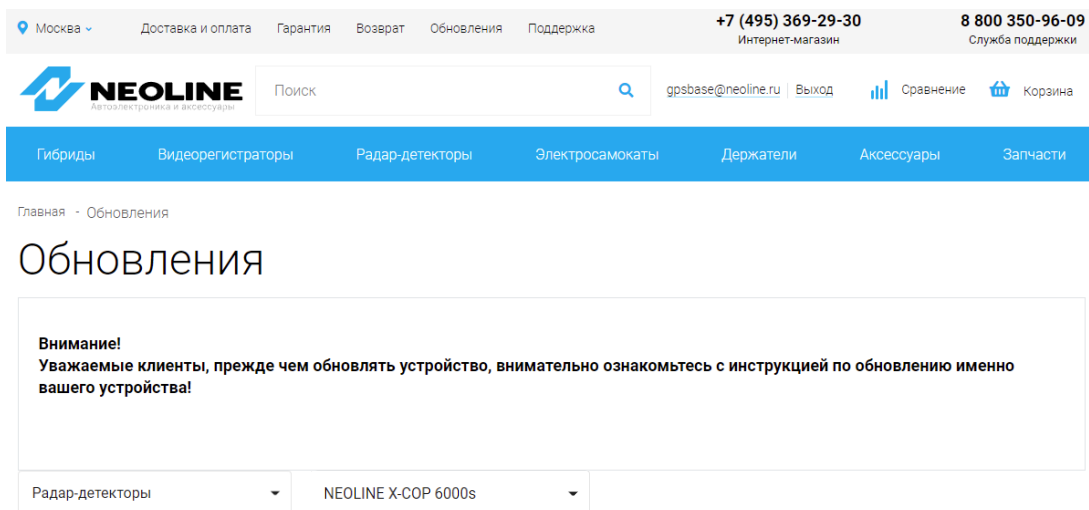 Москва Доставка и оплата Гарантия Возврат Обновления Поддержка +7 (495) 369-29-30 8 800 350-96-09
Интернет-магазин Служба поддержки
NEOLINE Поиск gpsbase@neoline.ru Выход Сравнение Корзина
Автоэлектроника и аксессуары
Гибриды Видеорегистраторы Радар-детекторы Электросамокаты Держатели Аксессуары Запчасти
Главная - Обновления
Обновления
Внимание!
Уважаемые клиенты, прежде чем обновлять устройство, внимательно ознакомьтесь с инструкцией по обновлению именно
вашего устройства!
Радар-детекторы NEOLINE X-COP 6000s